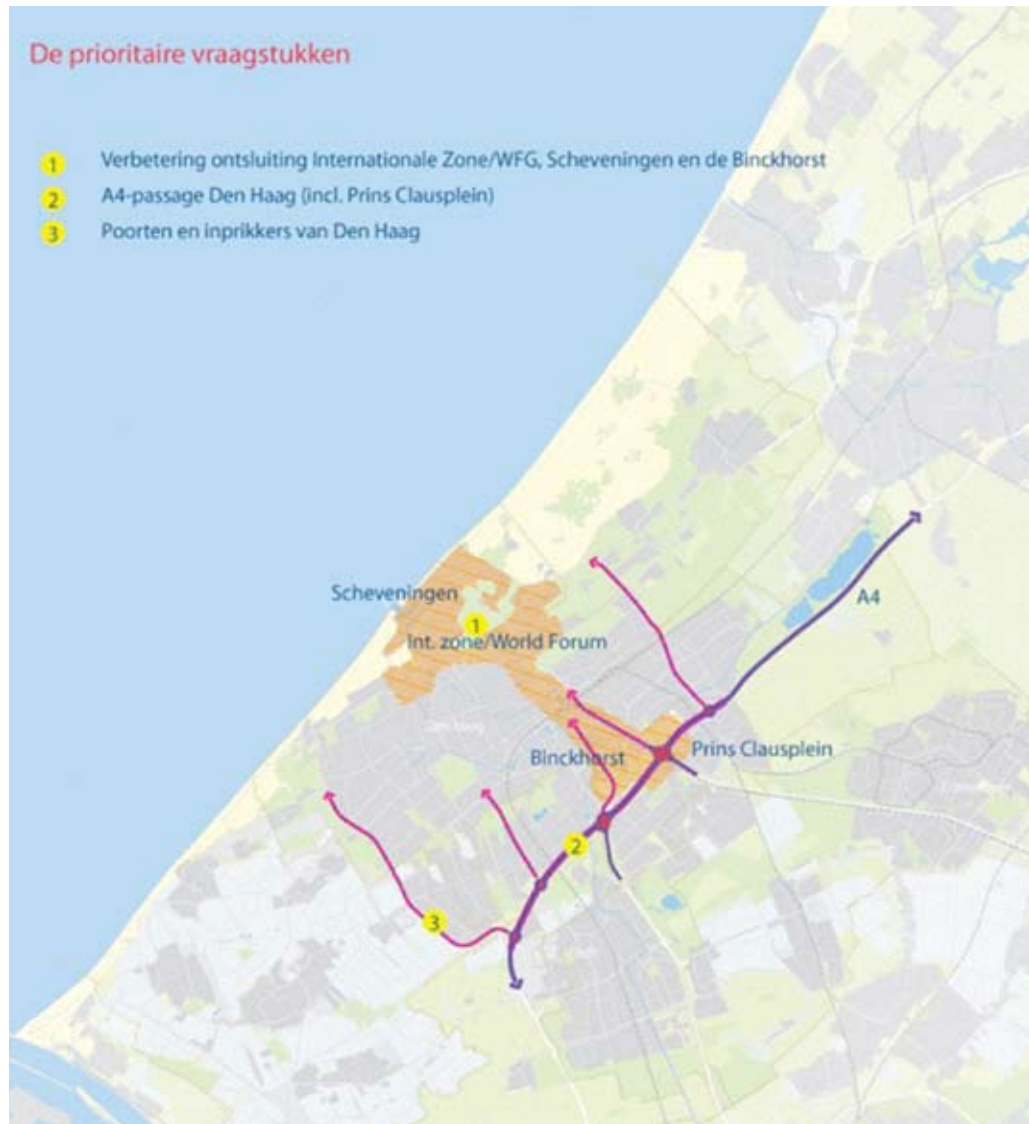 De prioritaire vraagstukken
1 Verbetering ontsluiting Internationale Zone/WFG, Scheveningen en de Binckhorst
2 A4-passage Den Haag (incl. Prins Clausplein)
3 Poorten en inprikkers van Den Haag
Scheveningen
1
Int. zone/World Forum
A4
Binckhorst
Prins Clausplein
2
3